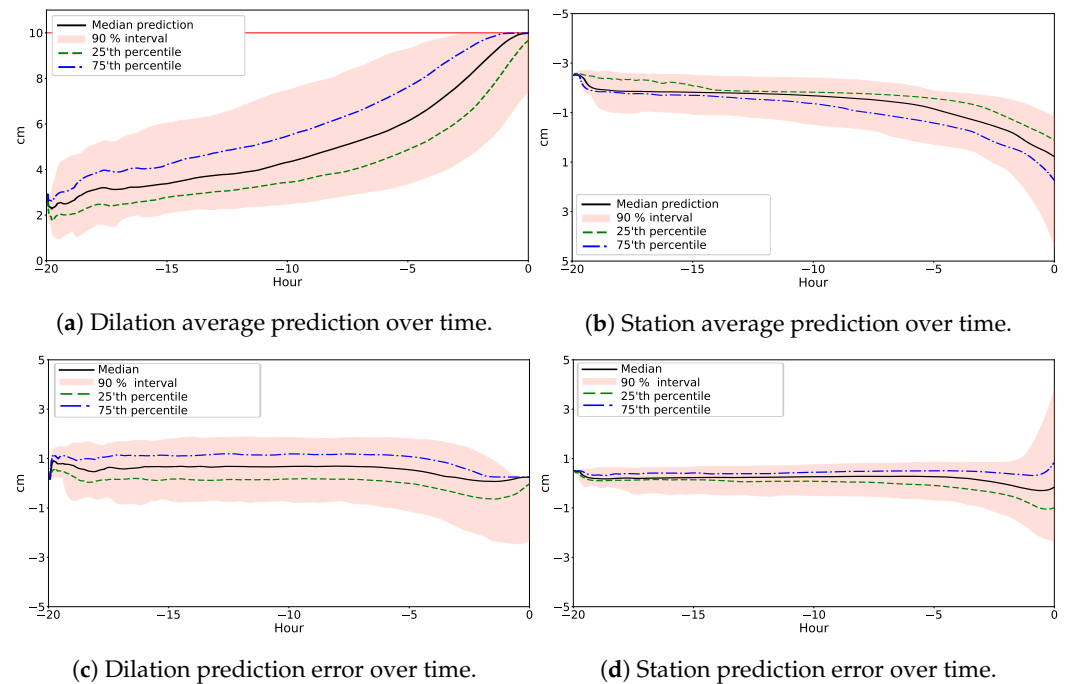 10
8
6
4
2
0
cm
Median prediction
90 % interval
25'th percentile
75'th percentile
−20
−15
−10
−5
0
Hour
(a) Dilation average prediction over time.
−5
−3
−1
1
3
5
cm
Median prediction
90 % interval
25'th percentile
75'th percentile
−20
−15
−10
−5
0
Hour
(b) Station average prediction over time.
5
3
1
−1
−3
−5
cm
Median
90 % interval
25'th percentile
75'th percentile
−20
−15
−10
−5
0
Hour
(c) Dilation prediction error over time.
5
3
1
−1
−3
−5
cm
Median
90 % interval
25'th percentile
75'th percentile
−20
−15
−10
−5
0
Hour
(d) Station prediction error over time.